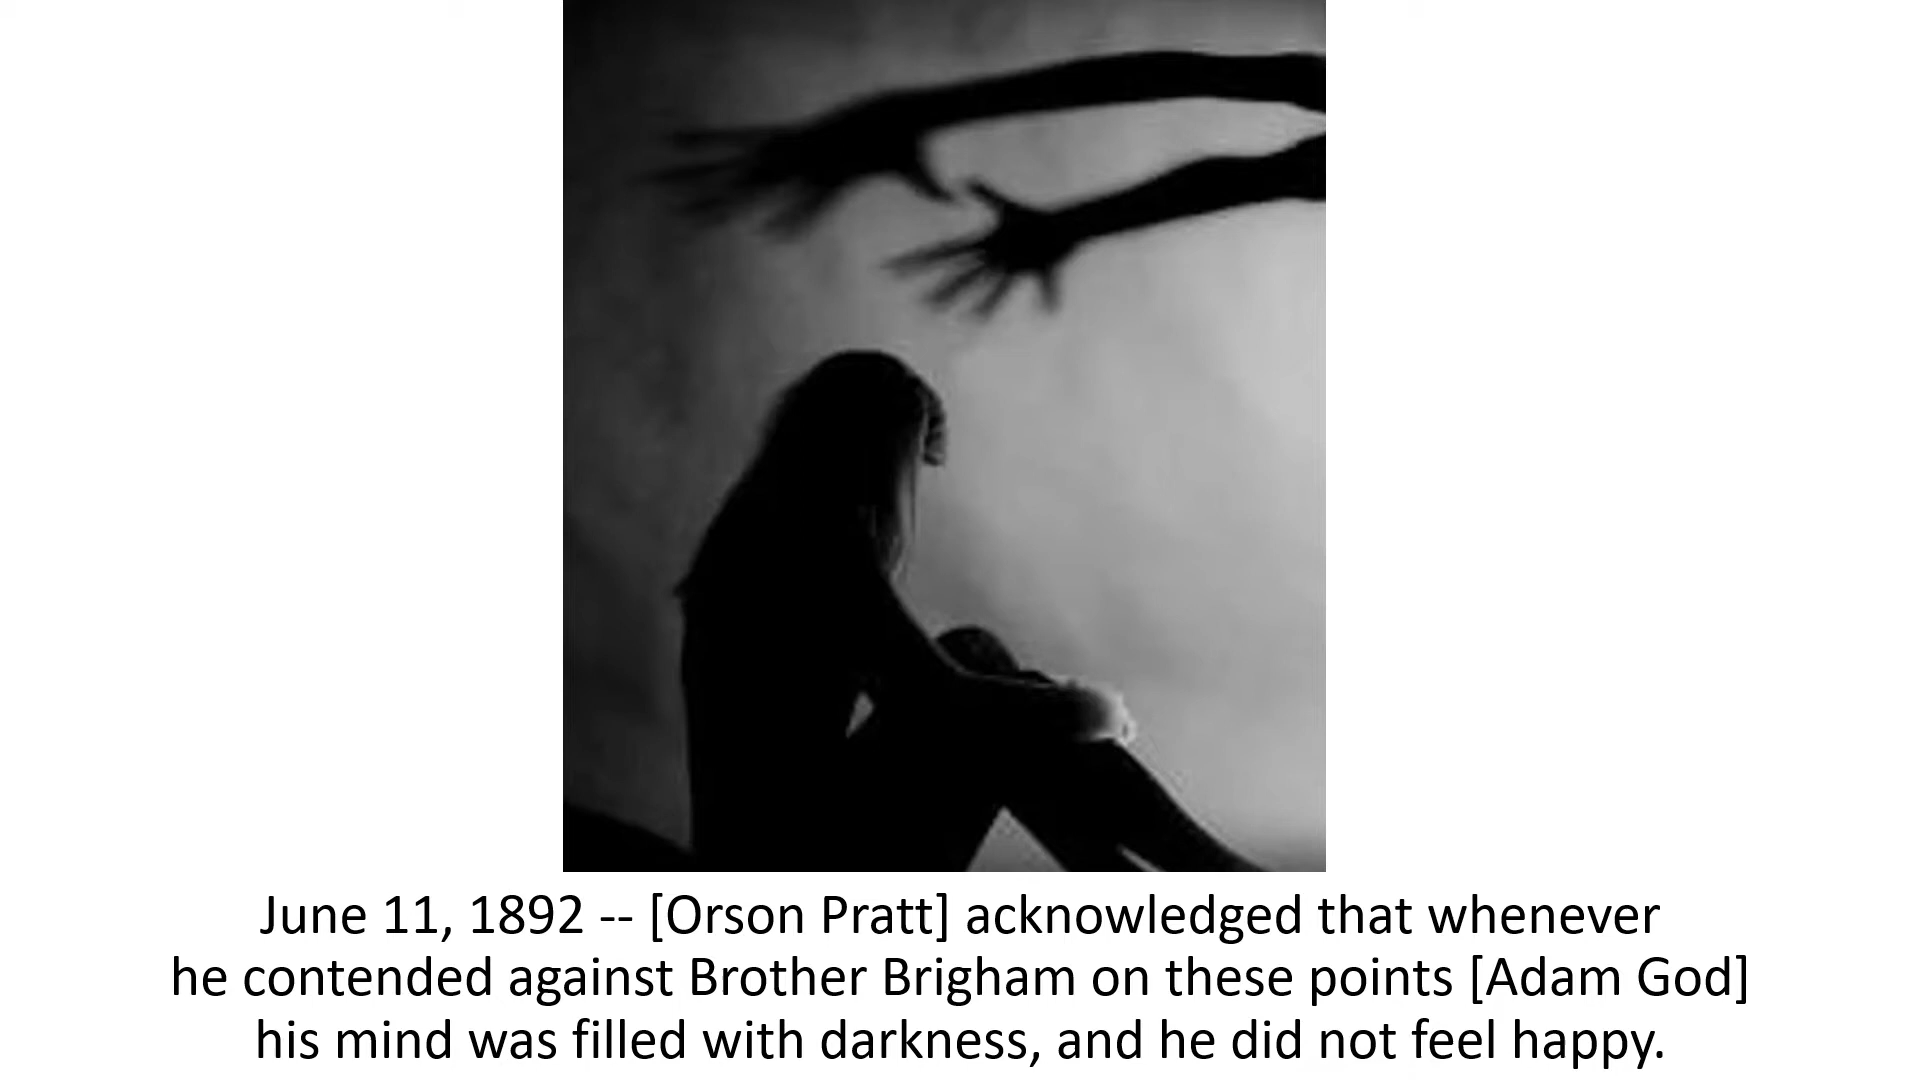 June 11, 1892 -- [Orson Pratt] acknowledged that whenever
he contended against Brother Brigham on these points [Adam God]
his mind was filled with darkness, and he did not feel happy.